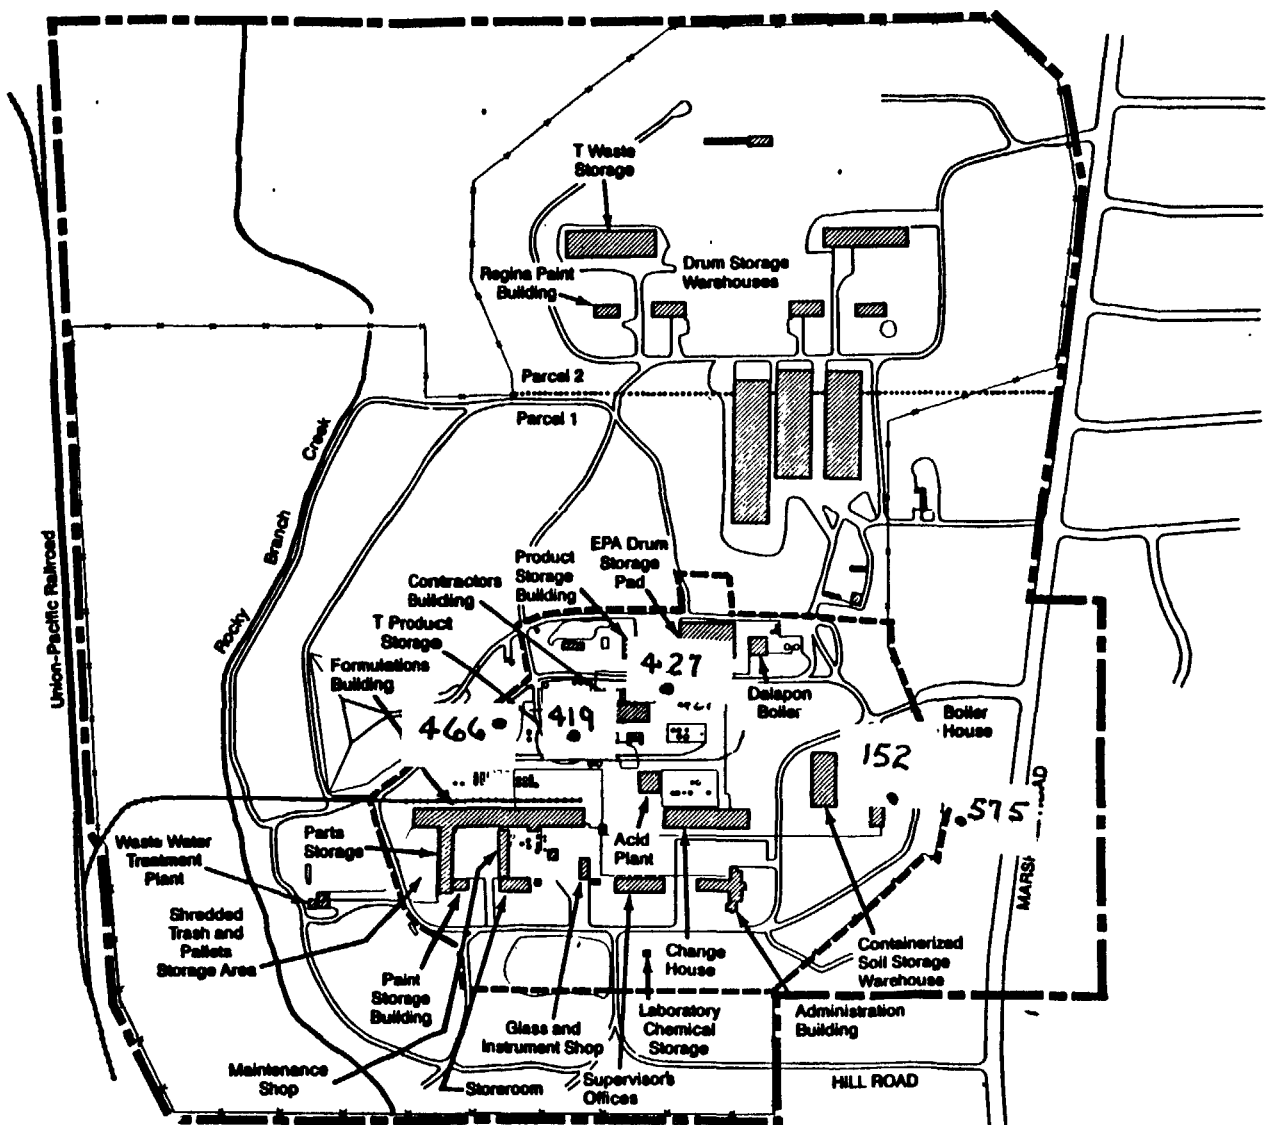 T Waste
Storage
Drum Storage
Warehouses
Regina Paint
Building
Parcel 2
Parcel 1
Rocky Branch Creek
Union-Pacific Railroad
EPA Drum
Storage
Pad
Product
Storage
Building
Contractors
Building
T Product
Storage
Formulations
Building
427
466
419
Dalapon
Boiler
Boiler
House
152
575
Parts
Storage
Acid
Plant
Waste Water
Treatment
Plant
Shredded
Trash and
Pallets
Storage Area
Paint
Storage
Building
Change
House
Containerized
Soil Storage
Warehouse
Glass and
Instrument Shop
Laboratory
Chemical
Storage
Administration
Building
Maintenance
Shop
Storeroom
Supervisor's
Offices
HILL ROAD